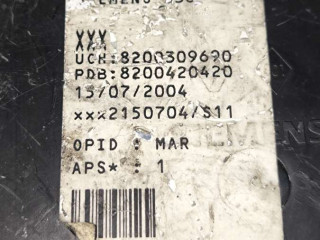 XXX
UCH:8200309690
PDB:8200420420
15/07/2004
xxx2150704/S11
OPID : MAR
APS* : 1